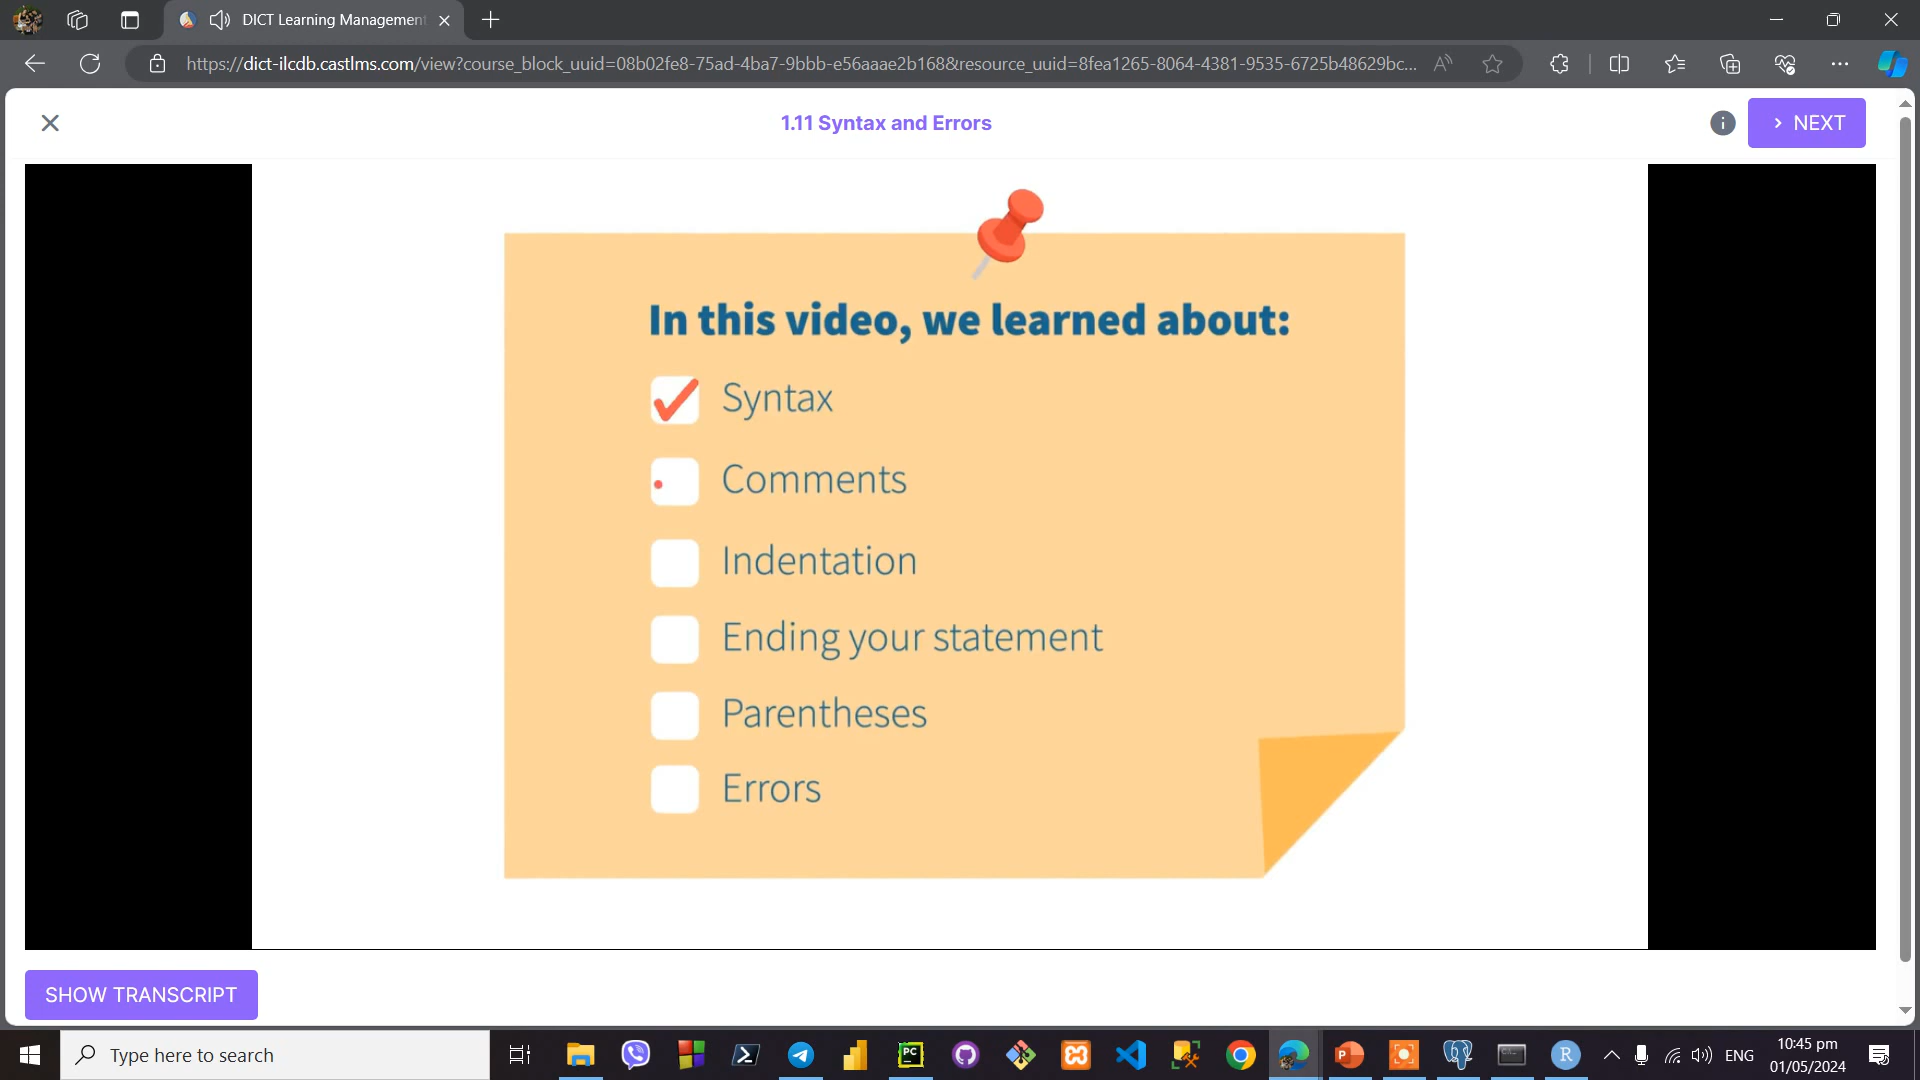 DICT Learning Management
https://dict-ilcdb.castlms.com/view?course_block_uuid=08b02fe8-75ad-4ba7-9bbb-e56aaae2b168&resource_uuid=8fea1265-8064-4381-9535-6725b48629bc...
1.11 Syntax and Errors
NEXT
In this video, we learned about:
Syntax
Comments
Indentation
Ending your statement
Parentheses
Errors
SHOW TRANSCRIPT
Type here to search
PC
P
R
ENG
10:45 pm
01/05/2024